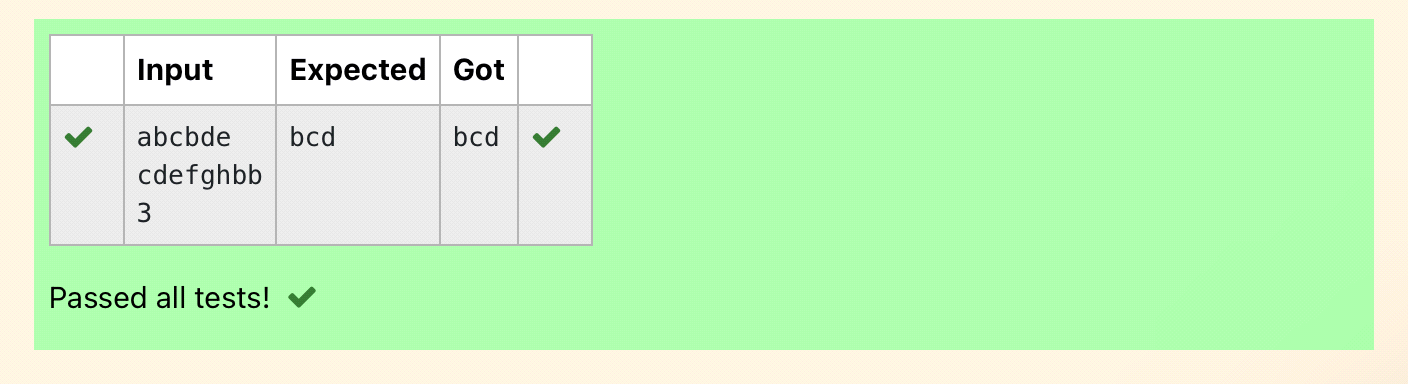 Input Expected Got
abcbde bcd bcd
cdefghbb
3
Passed all tests!